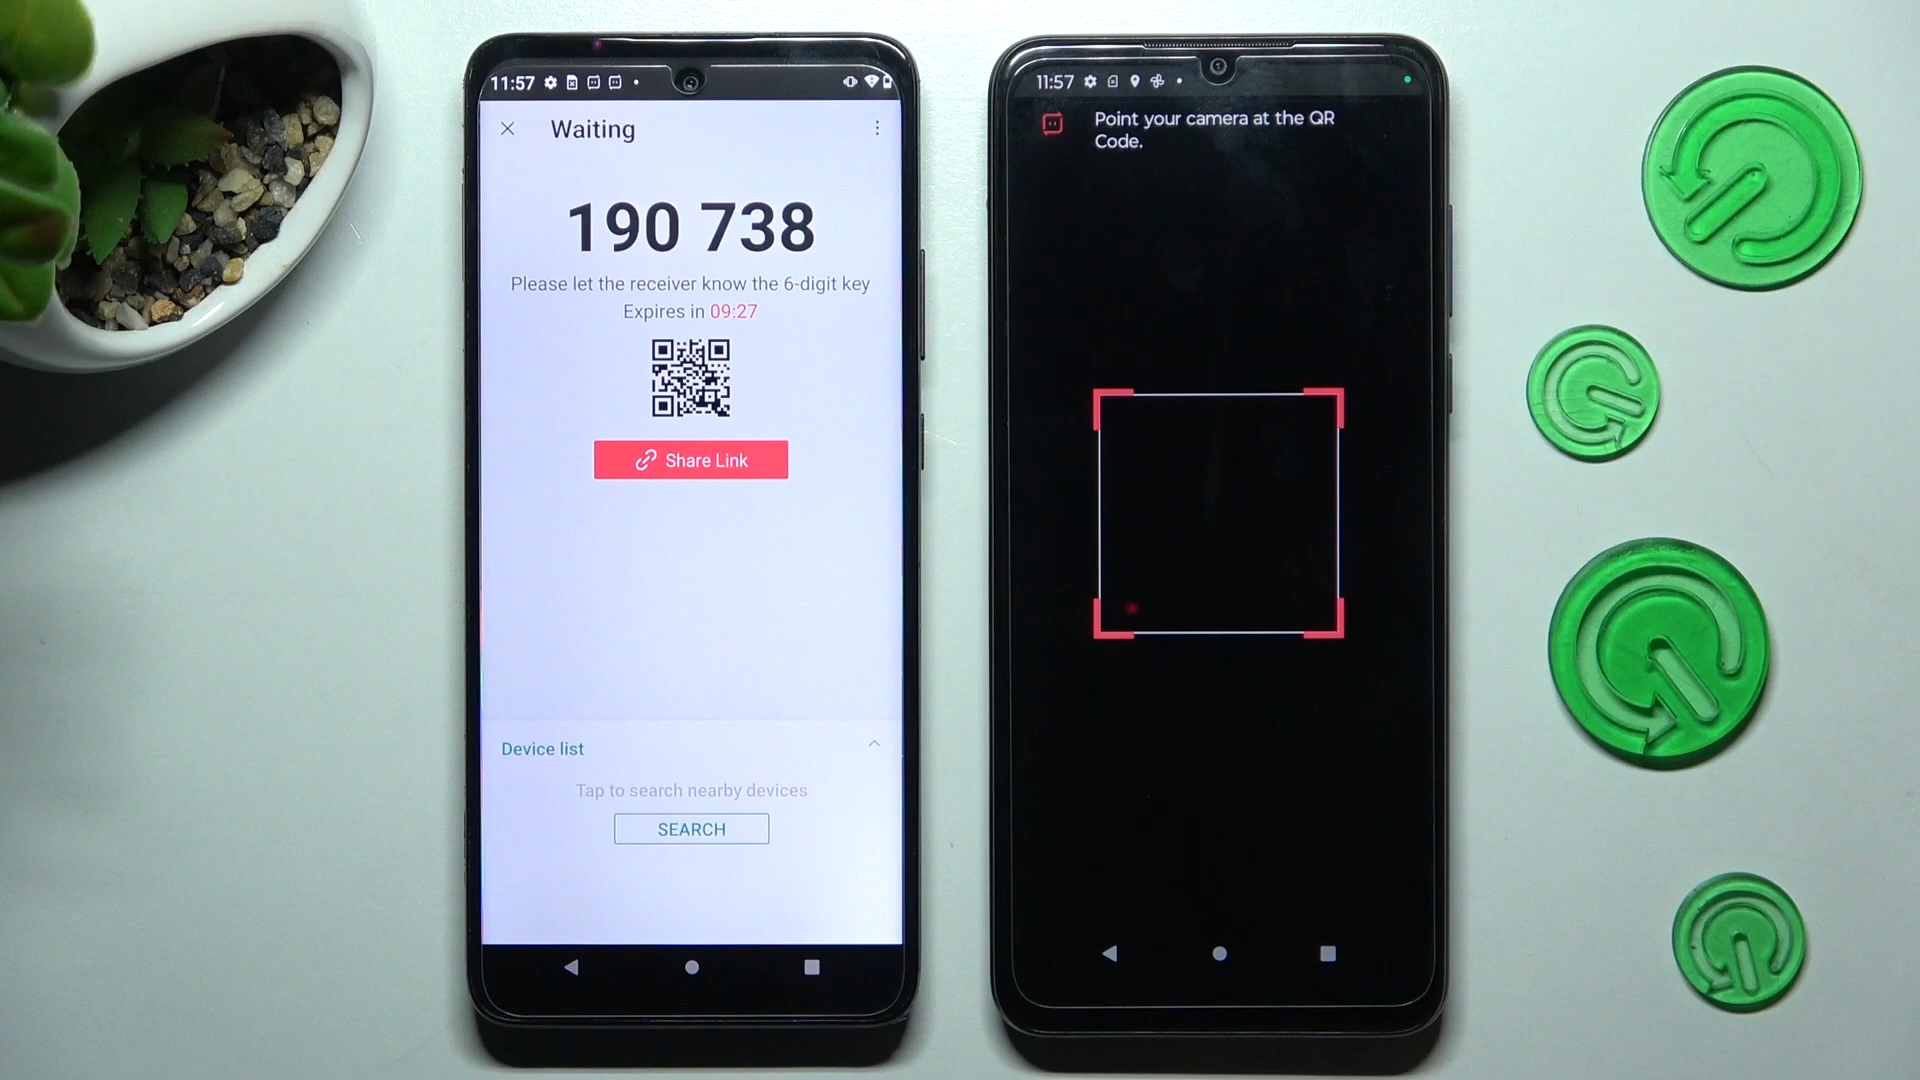 11:57
Waiting
190 738
Please let the receiver know the 6-digit key
Expires in 09:27
Share Link
Device list
Tap to search nearby devices
SEARCH
11:57
Point your camera at the QR
Code.